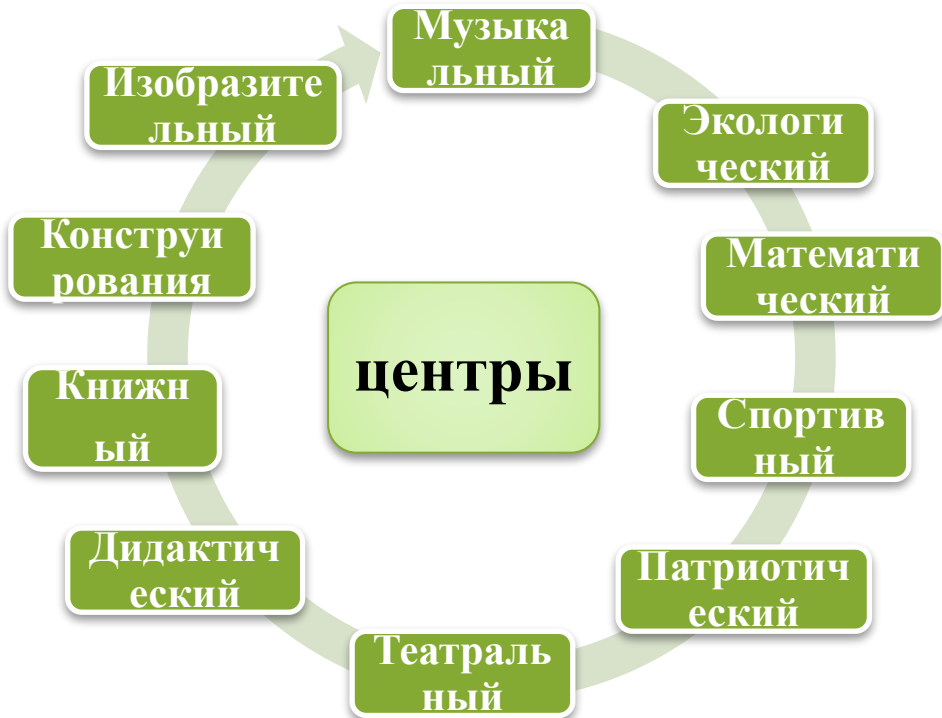 Музыка
льный
Экологи
ческий
Математи
ческий
Спортив
ный
Патриотич
еский
Театраль
ный
Дидактич
еский
Книжн
ый
Конструи
рования
Изобразите
льный
центры